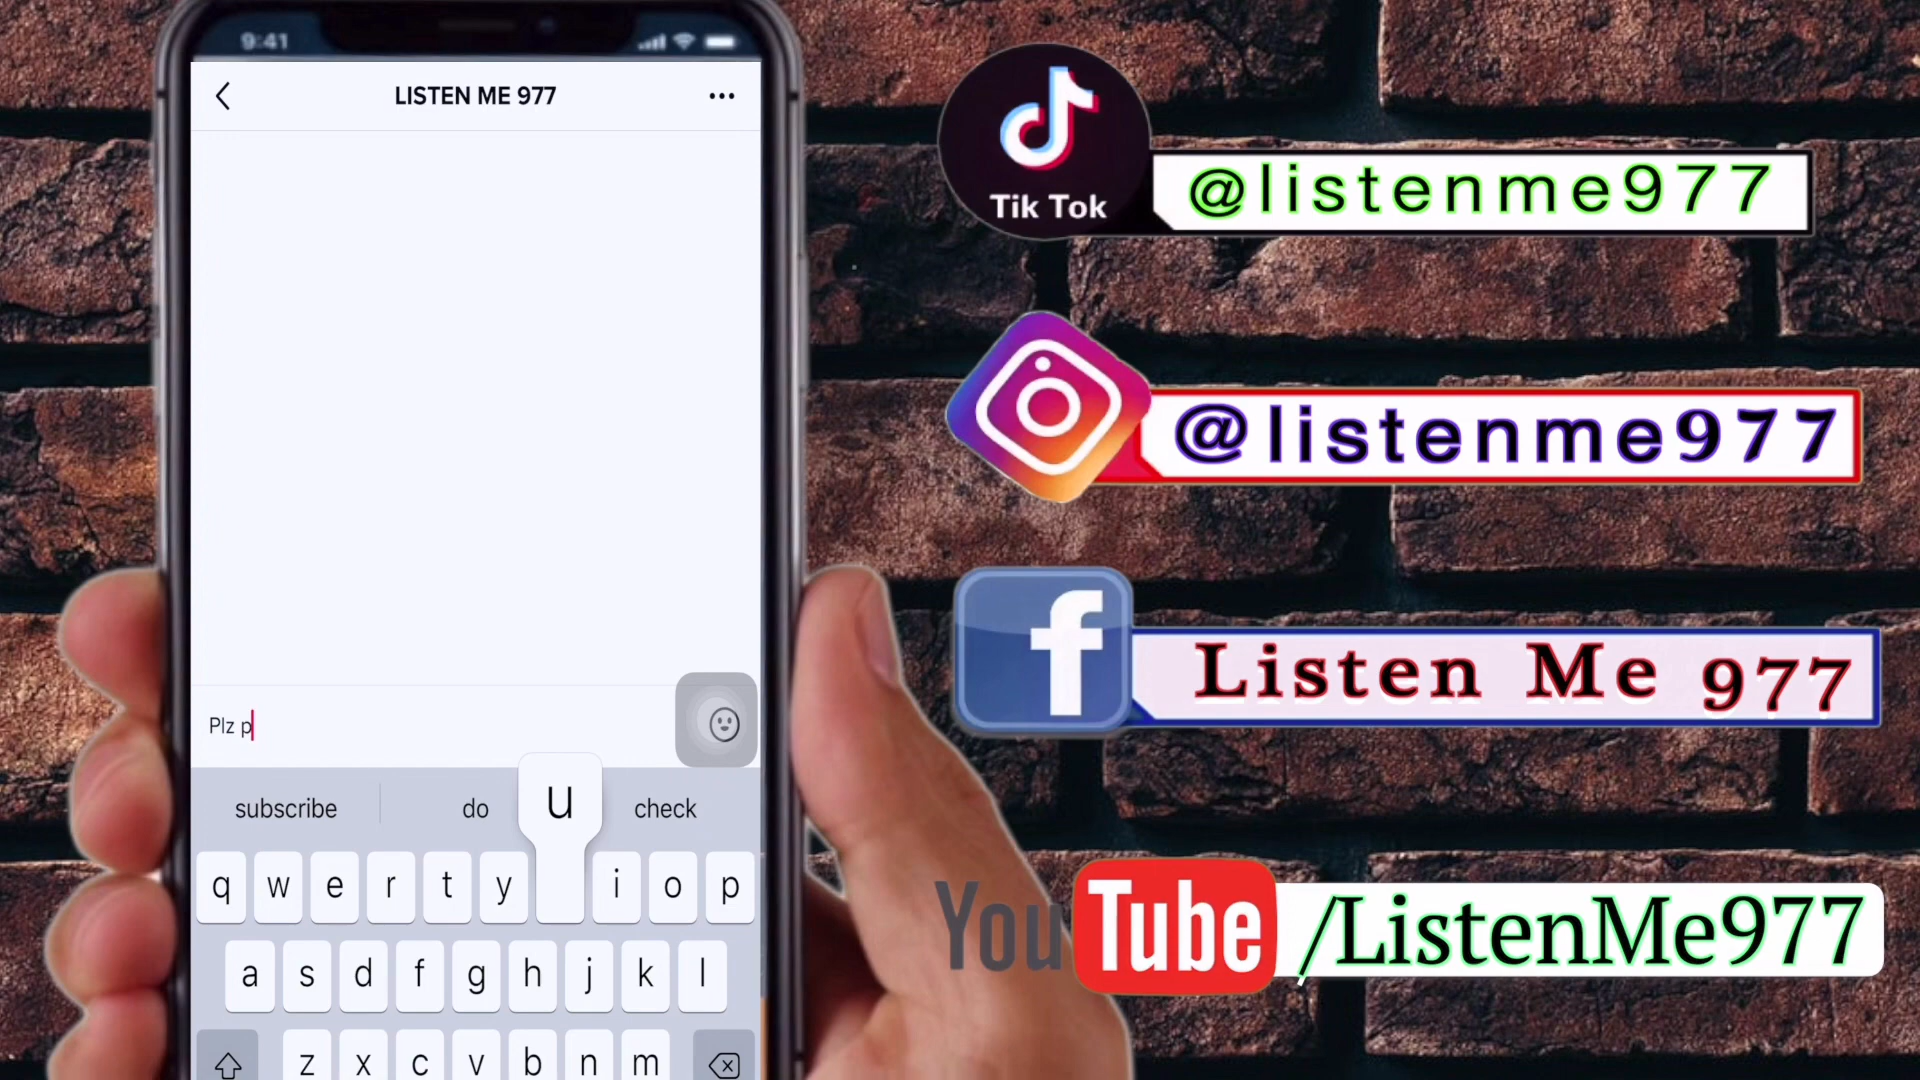 9:41
LISTEN ME 977
Plz p
subscribe do u check
q w e r t y i o p
a s d f g h j k l
z x c v b n m
Tik Tok
@listenme977
@listenme977
f
Listen Me 977
YouTube /ListenMe977